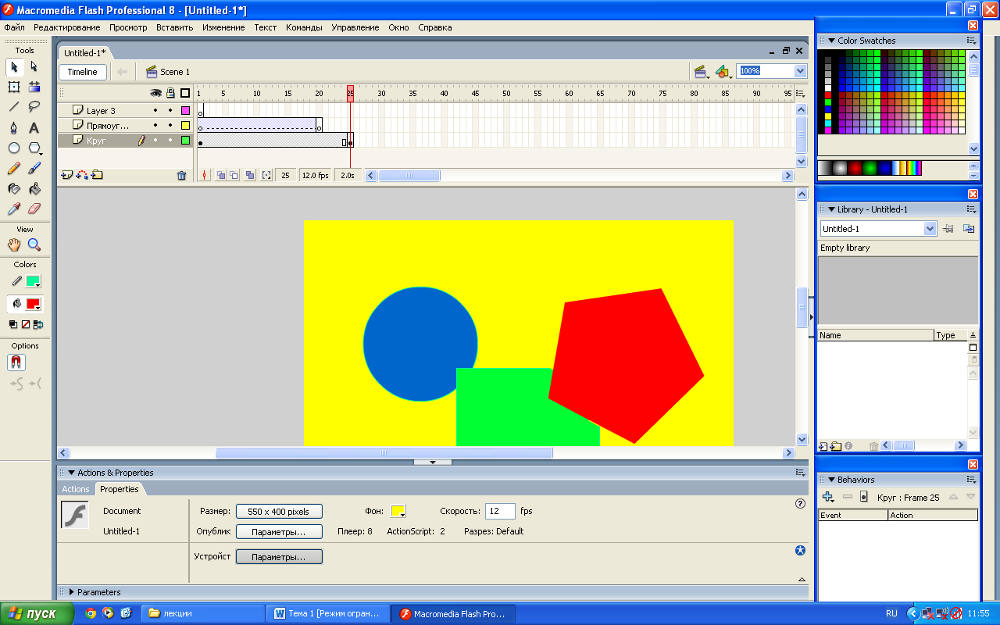 Macromedia Flash Professional 8 - [Untitled-1*]
Файл Редактирование Просмотр Вставить Изменение Текст Команды Управление Окно Справка
Tools
View
Colors
Options
Untitled-1*
Timeline
Scene 1
100%
1 5 10 15 20 25 30 35 40 45 50 55 60 65 70 75 80 85 90 95
Layer 3
Прямоуг...
Круг
25 12.0 fps 2.0s
Actions & Properties
Actions Properties
Document
Untitled-1
Размер: 550 x 400 pixels Фон: Скорость: 12 fps
Опублик Параметры... Плеер: 8 ActionScript: 2 Разрез: Default
Устройст Параметры...
Parameters
Color Swatches
Library - Untitled-1
Untitled-1
Empty library
Name Type
Behaviors
Круг : Frame 25
Event Action
пуск
лекции
Тема 1 [Режим огран...
Macromedia Flash Pro...
RU
11:55